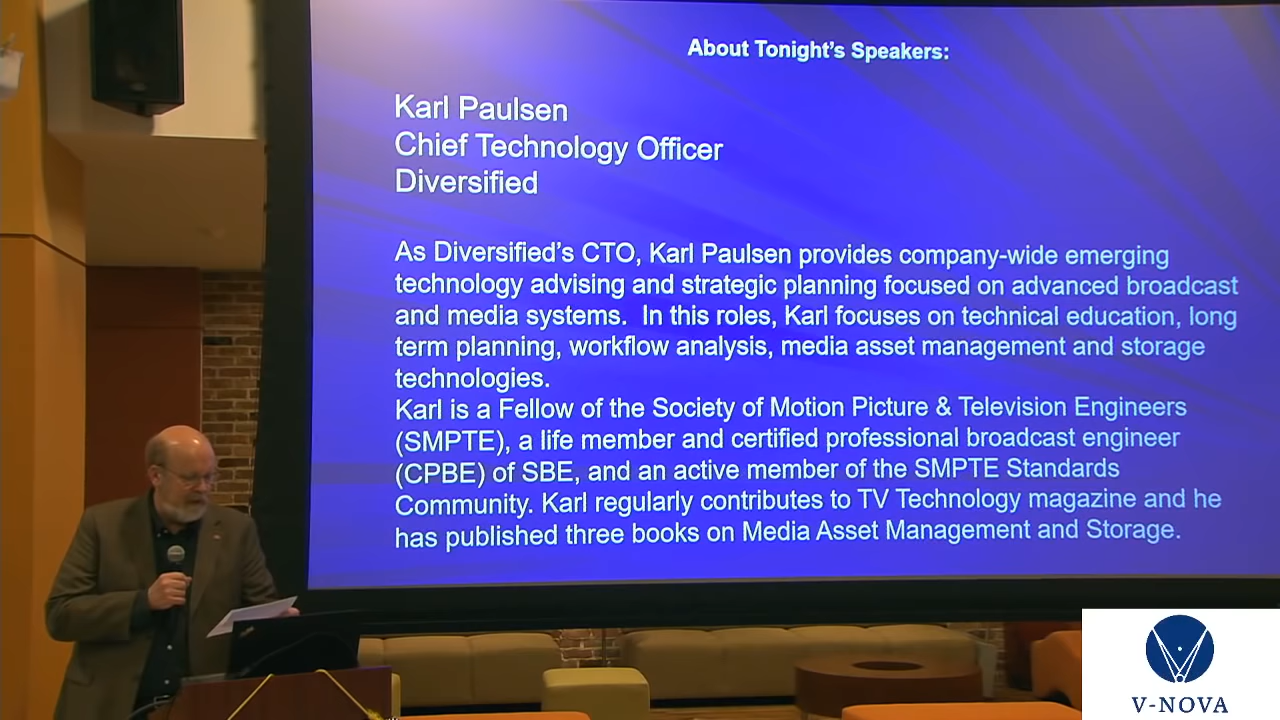 About Tonight's Speakers:
Karl Paulsen
Chief Technology Officer
Diversified
As Diversified's CTO, Karl Paulsen provides company-wide emerging
technology advising and strategic planning focused on advanced broadcast
and media systems.  In this roles, Karl focuses on technical education, long
term planning, workflow analysis, media asset management and storage
technologies.
Karl is a Fellow of the Society of Motion Picture & Television Engineers
(SMPTE), a life member and certified professional broadcast engineer
(CPBE) of SBE, and an active member of the SMPTE Standards
Community. Karl regularly contributes to TV Technology magazine and he
has published three books on Media Asset Management and Storage.
V-NOVA